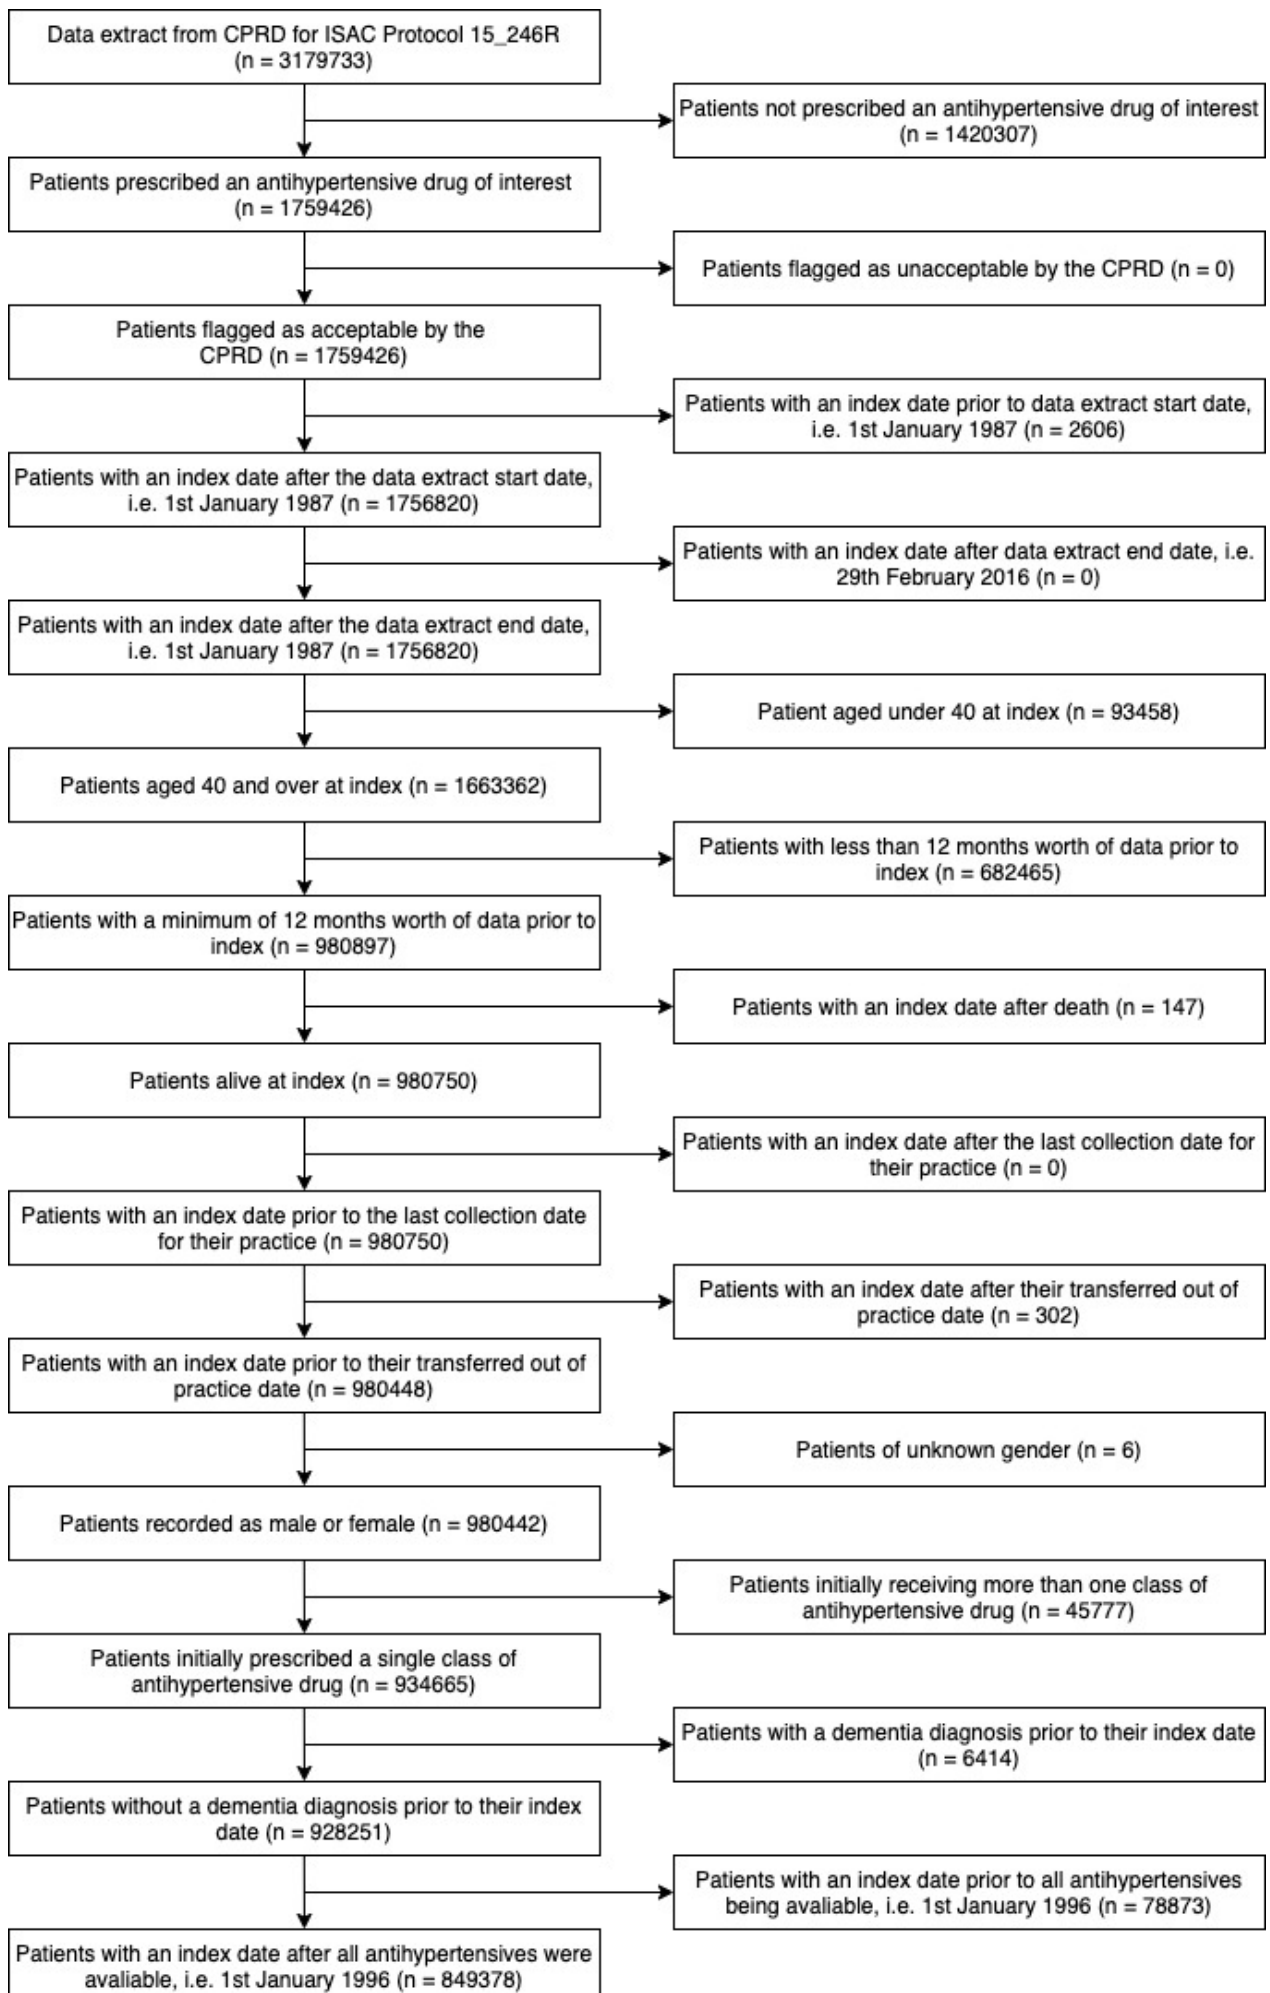 Data extract from CPRD for ISAC Protocol 15_246R
(n = 3179733)
Patients not prescribed an antihypertensive drug of interest
(n = 1420307)
Patients prescribed an antihypertensive drug of interest
(n = 1759426)
Patients flagged as unacceptable by the CPRD (n = 0)
Patients flagged as acceptable by the
CPRD (n = 1759426)
Patients with an index date prior to data extract start date,
i.e. 1st January 1987 (n = 2606)
Patients with an index date after the data extract start date,
i.e. 1st January 1987 (n = 1756820)
Patients with an index date after data extract end date, i.e.
29th February 2016 (n = 0)
Patients with an index date after the data extract end date,
i.e. 1st January 1987 (n = 1756820)
Patient aged under 40 at index (n = 93458)
Patients aged 40 and over at index (n = 1663362)
Patients with less than 12 months worth of data prior to
index (n = 682465)
Patients with a minimum of 12 months worth of data prior to
index (n = 980897)
Patients with an index date after death (n = 147)
Patients alive at index (n = 980750)
Patients with an index date after the last collection date for
their practice (n = 0)
Patients with an index date prior to the last collection date
for their practice (n = 980750)
Patients with an index date after their transferred out of
practice date (n = 302)
Patients with an index date prior to their transferred out of
practice date (n = 980448)
Patients of unknown gender (n = 6)
Patients recorded as male or female (n = 980442)
Patients initially receiving more than one class of
antihypertensive drug (n = 45777)
Patients initially prescribed a single class of
antihypertensive drug (n = 934665)
Patients with a dementia diagnosis prior to their index date
(n = 6414)
Patients without a dementia diagnosis prior to their index
date (n = 928251)
Patients with an index date prior to all antihypertensives
being avaliable, i.e. 1st January 1996 (n = 78873)
Patients with an index date after all antihypertensives were
avaliable, i.e. 1st January 1996 (n = 849378)